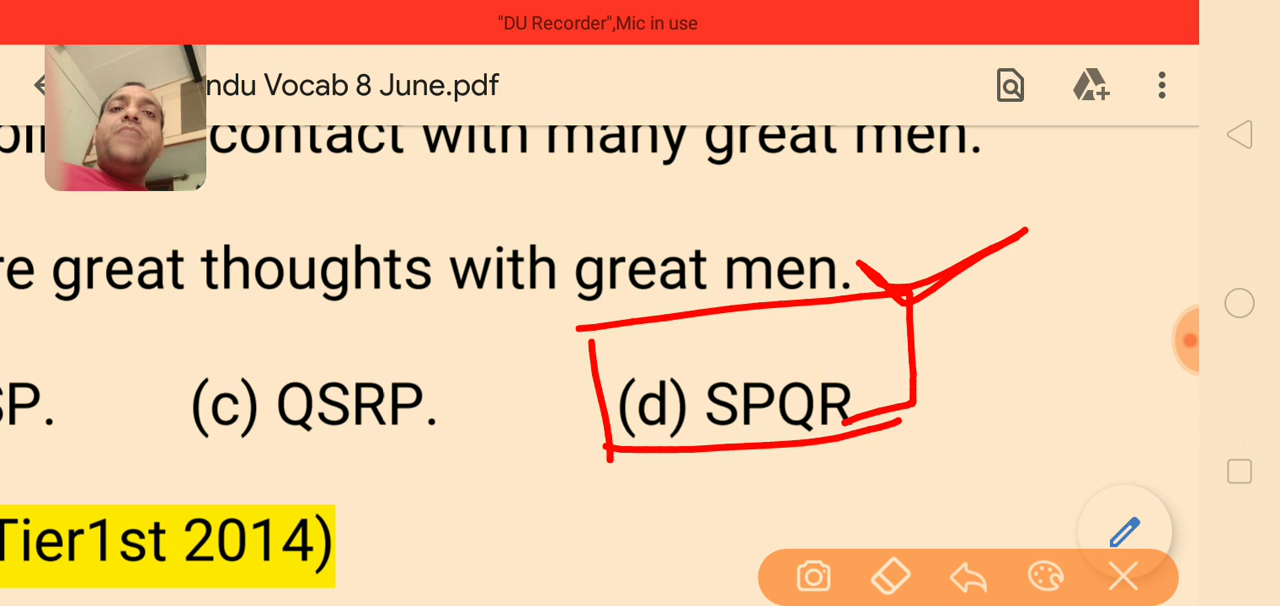 "DU Recorder",Mic in use
ndu Vocab 8 June.pdf
contact with many great men.
re great thoughts with great men.
SP. (c) QSRP. (d) SPQR
Tier1st 2014)